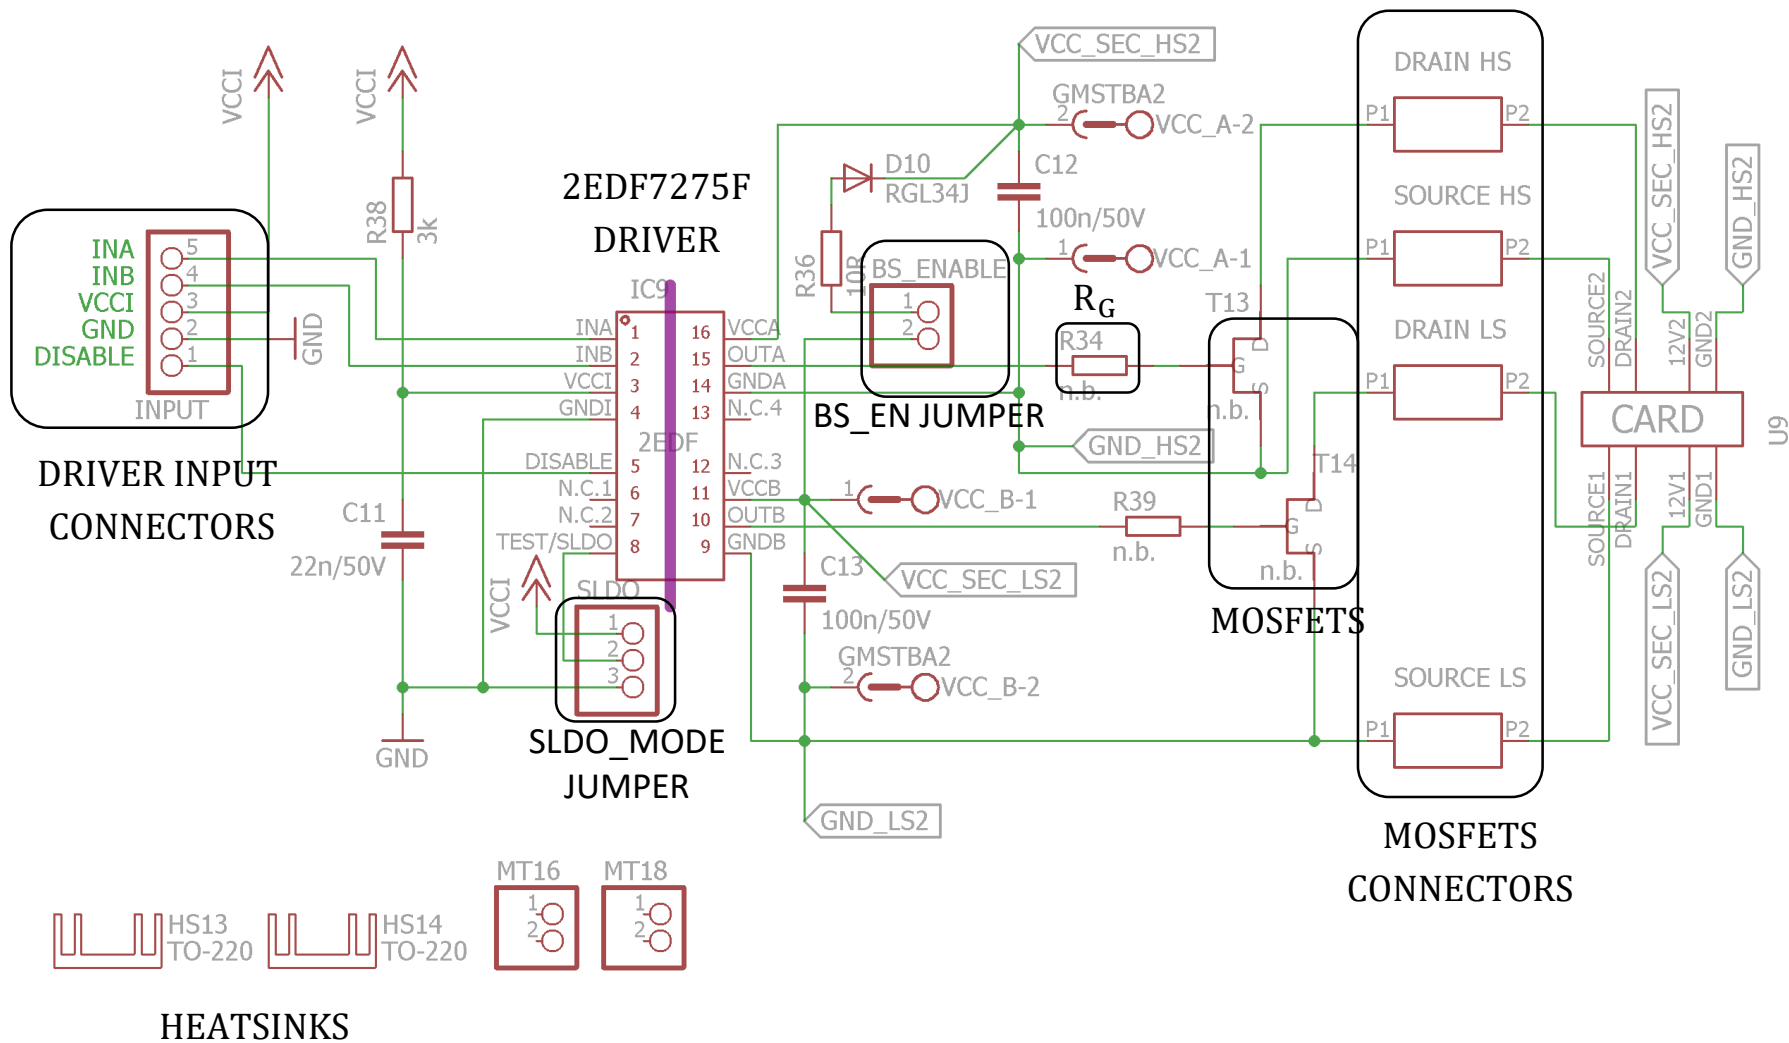 VCC_SEC_HS2
DRAIN HS
VCCI
VCCI
GMSTBA2
2
VCC_A-2
P1
P2
VCC_SEC_HS2
GND_HS2
2EDF7275F
DRIVER
D10
RGL34J
C12
100n/50V
SOURCE HS
R38
3k
INA
INB
VCCI
GND
DISABLE
5
4
3
2
1
INPUT
GND
R36
10R
BS_ENABLE
1
2
1
VCC_A-1
P1
P2
IC9
RG
R34
n.b.
T13
D
G
S
n.b.
DRAIN LS
P1
P2
SOURCE2
DRAIN2
12V2
GND2
INA
1
16
VCCA
INB
2
15
OUTA
VCCI
3
14
GNDA
GNDI
4
13
N.C.4
2EDF
DISABLE
5
12
N.C.3
N.C.1
6
11
VCCB
N.C.2
7
10
OUTB
TEST/SLDO
8
9
GNDB
BS_EN JUMPER
GND_HS2
CARD
U9
DRIVER INPUT
CONNECTORS
T14
D
G
S
n.b.
1
VCC_B-1
R39
n.b.
SOURCE1
DRAIN1
12V1
GND1
C11
22n/50V
VCCI
SLDO
1
2
3
C13
100n/50V
VCC_SEC_LS2
MOSFETS
VCC_SEC_LS2
GND_LS2
GMSTBA2
2
VCC_B-2
SOURCE LS
P1
P2
GND
SLDO_MODE
JUMPER
GND_LS2
MOSFETS
CONNECTORS
MT16
1
2
MT18
1
2
HS13
TO-220
HS14
TO-220
HEATSINKS